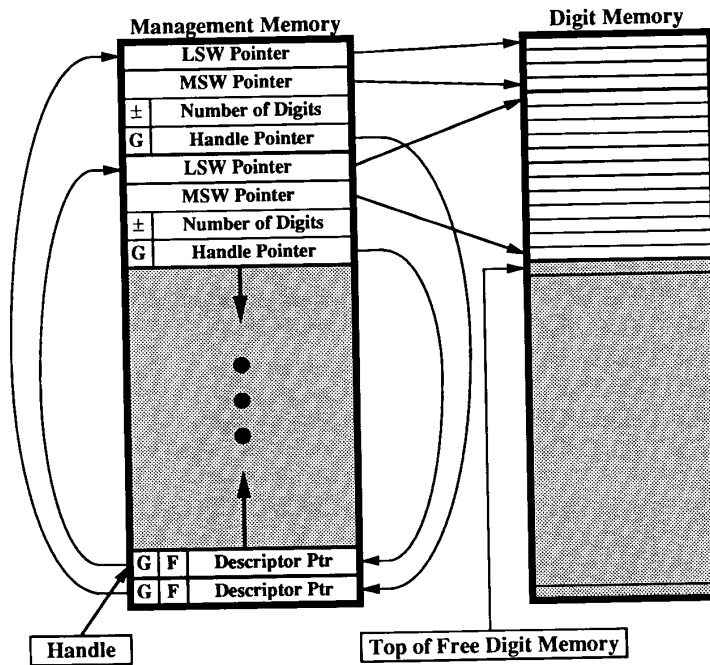 Management Memory
Digit Memory
LSW Pointer
MSW Pointer
± Number of Digits
G Handle Pointer
LSW Pointer
MSW Pointer
± Number of Digits
G Handle Pointer
G F Descriptor Ptr
G F Descriptor Ptr
Handle
Top of Free Digit Memory